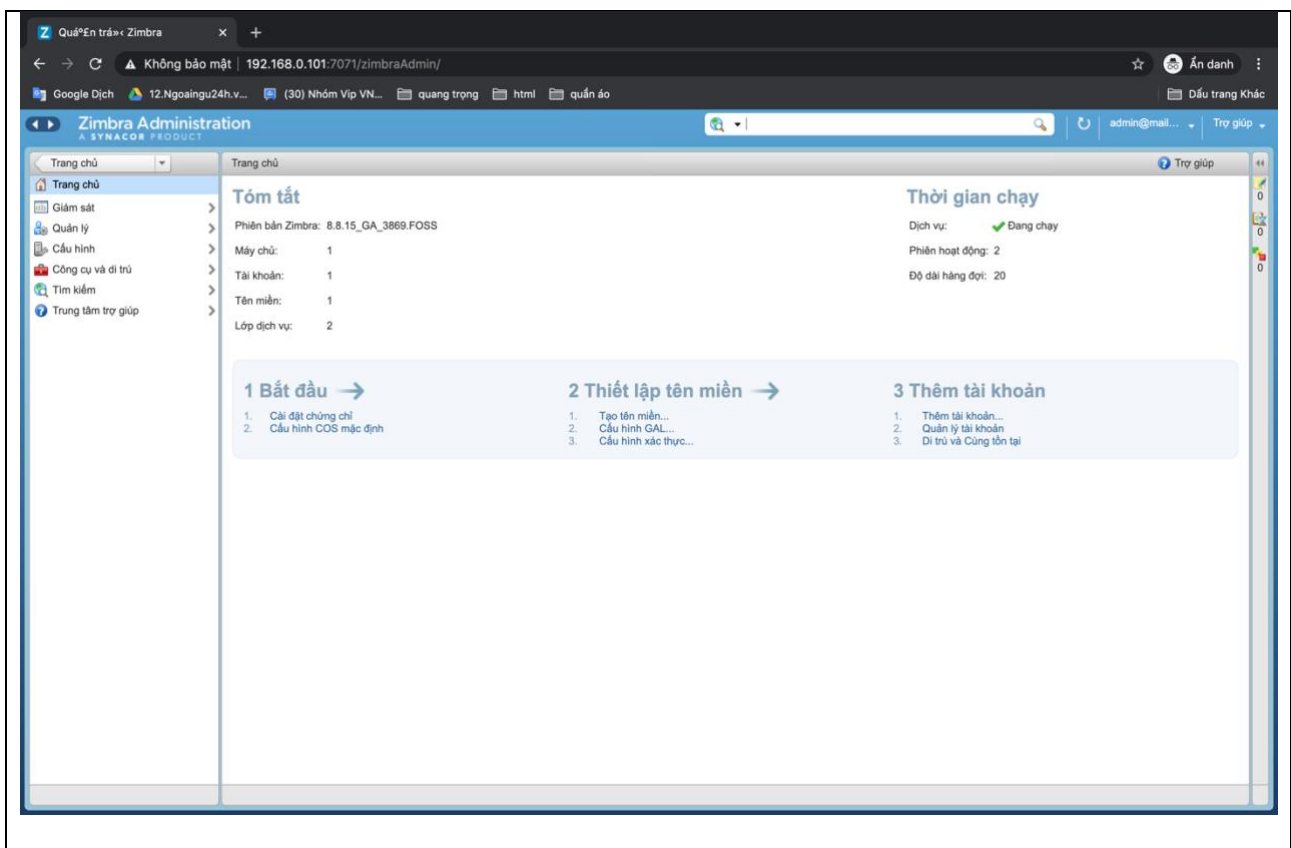 Quáº£n trá»‹ Zimbra
Không bảo mật | 192.168.0.101:7071/zimbraAdmin/
Ẩn danh
Google Dịch 12.Ngoaingu24h.v... (30) Nhóm Vip VN... quang trọng html quần áo Dấu trang Khác
Zimbra Administration
A SYNACOR PRODUCT
admin@mail... Trợ giúp
Trang chủ
Trang chủ
Trợ giúp
Trang chủ
Giám sát
Quản lý
Cấu hình
Công cụ và di trú
Tìm kiếm
Trung tâm trợ giúp
Tóm tắt
Phiên bản Zimbra: 8.8.15_GA_3869.FOSS
Máy chủ: 1
Tài khoản: 1
Tên miền: 1
Lớp dịch vụ: 2
Thời gian chạy
Dịch vụ: Đang chạy
Phiên hoạt động: 2
Độ dài hàng đợi: 20
0
0
0
1 Bắt đầu
1. Cài đặt chứng chỉ
2. Cấu hình COS mặc định
2 Thiết lập tên miền
1. Tạo tên miền...
2. Cấu hình GAL...
3. Cấu hình xác thực...
3 Thêm tài khoản
1. Thêm tài khoản...
2. Quản lý tài khoản
3. Di trú và Cùng tồn tại